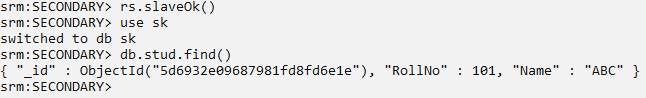 srm:SECONDARY> rs.slaveOk()
srm:SECONDARY> use sk
switched to db sk
srm:SECONDARY> db.stud.find()
{ "_id" : ObjectId("5d6932e09687981fd8fd6e1e"), "RollNo" : 101, "Name" : "ABC" }
srm:SECONDARY>